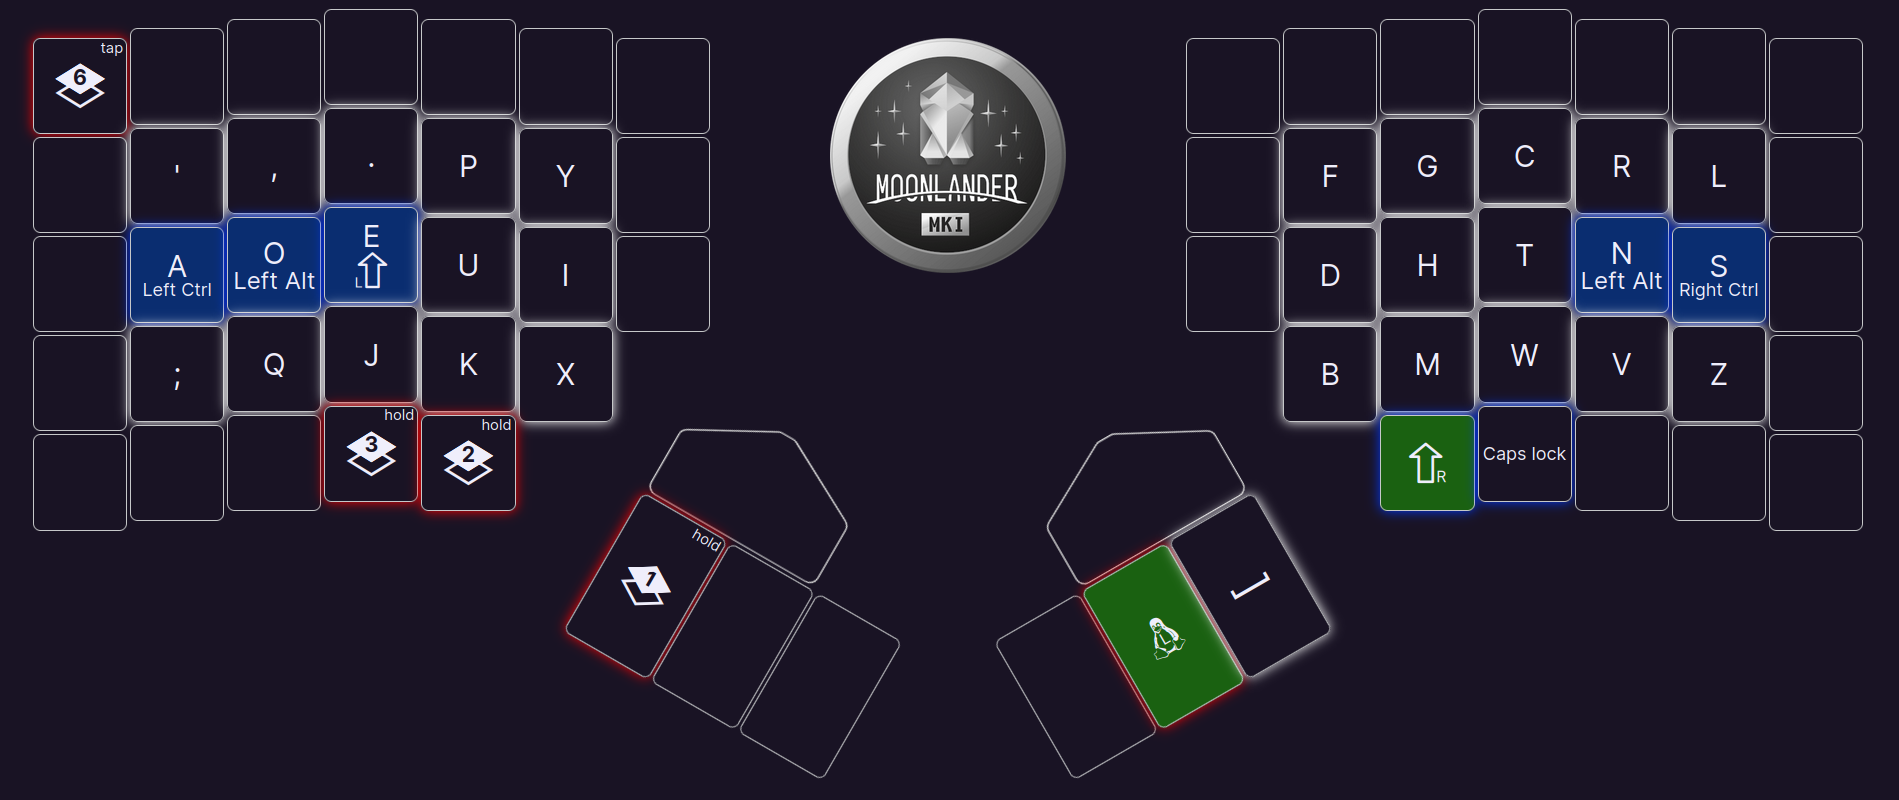 tap
6
' , . P Y
F G C R L
MOONLANDER
MKI
A
Left Ctrl
O
Left Alt
E
L
U
I
D
H
T
N
Left Alt
S
Right Ctrl
; Q J K X
B M W V Z
hold
3
hold
2
R
Caps lock
hold
1
L